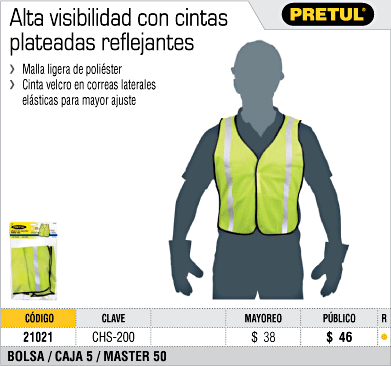 Alta visibilidad con cintas
plateadas reflejantes
PRETUL®
Malla ligera de poliéster
Cinta velcro en correas laterales
elásticas para mayor ajuste
PRETUL
CÓDIGO CLAVE MAYOREO PÚBLICO R
21021 CHS-200 $ 38 $ 46
BOLSA / CAJA 5 / MASTER 50